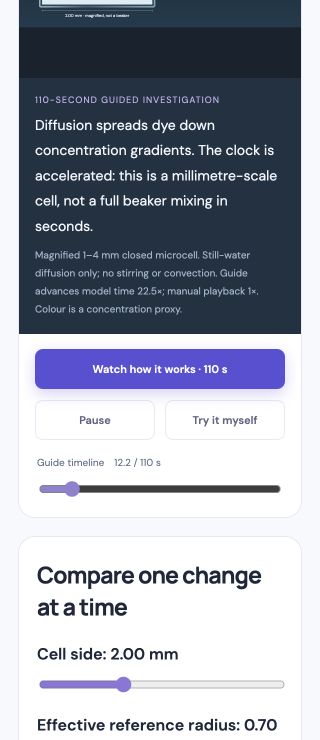 2.00 mm · magnified, not a beaker
110-SECOND GUIDED INVESTIGATION
Diffusion spreads dye down
concentration gradients. The clock is
accelerated: this is a millimetre-scale
cell, not a full beaker mixing in
seconds.
Magnified 1–4 mm closed microcell. Still-water
diffusion only; no stirring or convection. Guide
advances model time 22.5×; manual playback 1×.
Colour is a concentration proxy.
Watch how it works · 110 s
Pause
Try it myself
Guide timeline 12.2 / 110 s
Compare one change
at a time
Cell side: 2.00 mm
Effective reference radius: 0.70